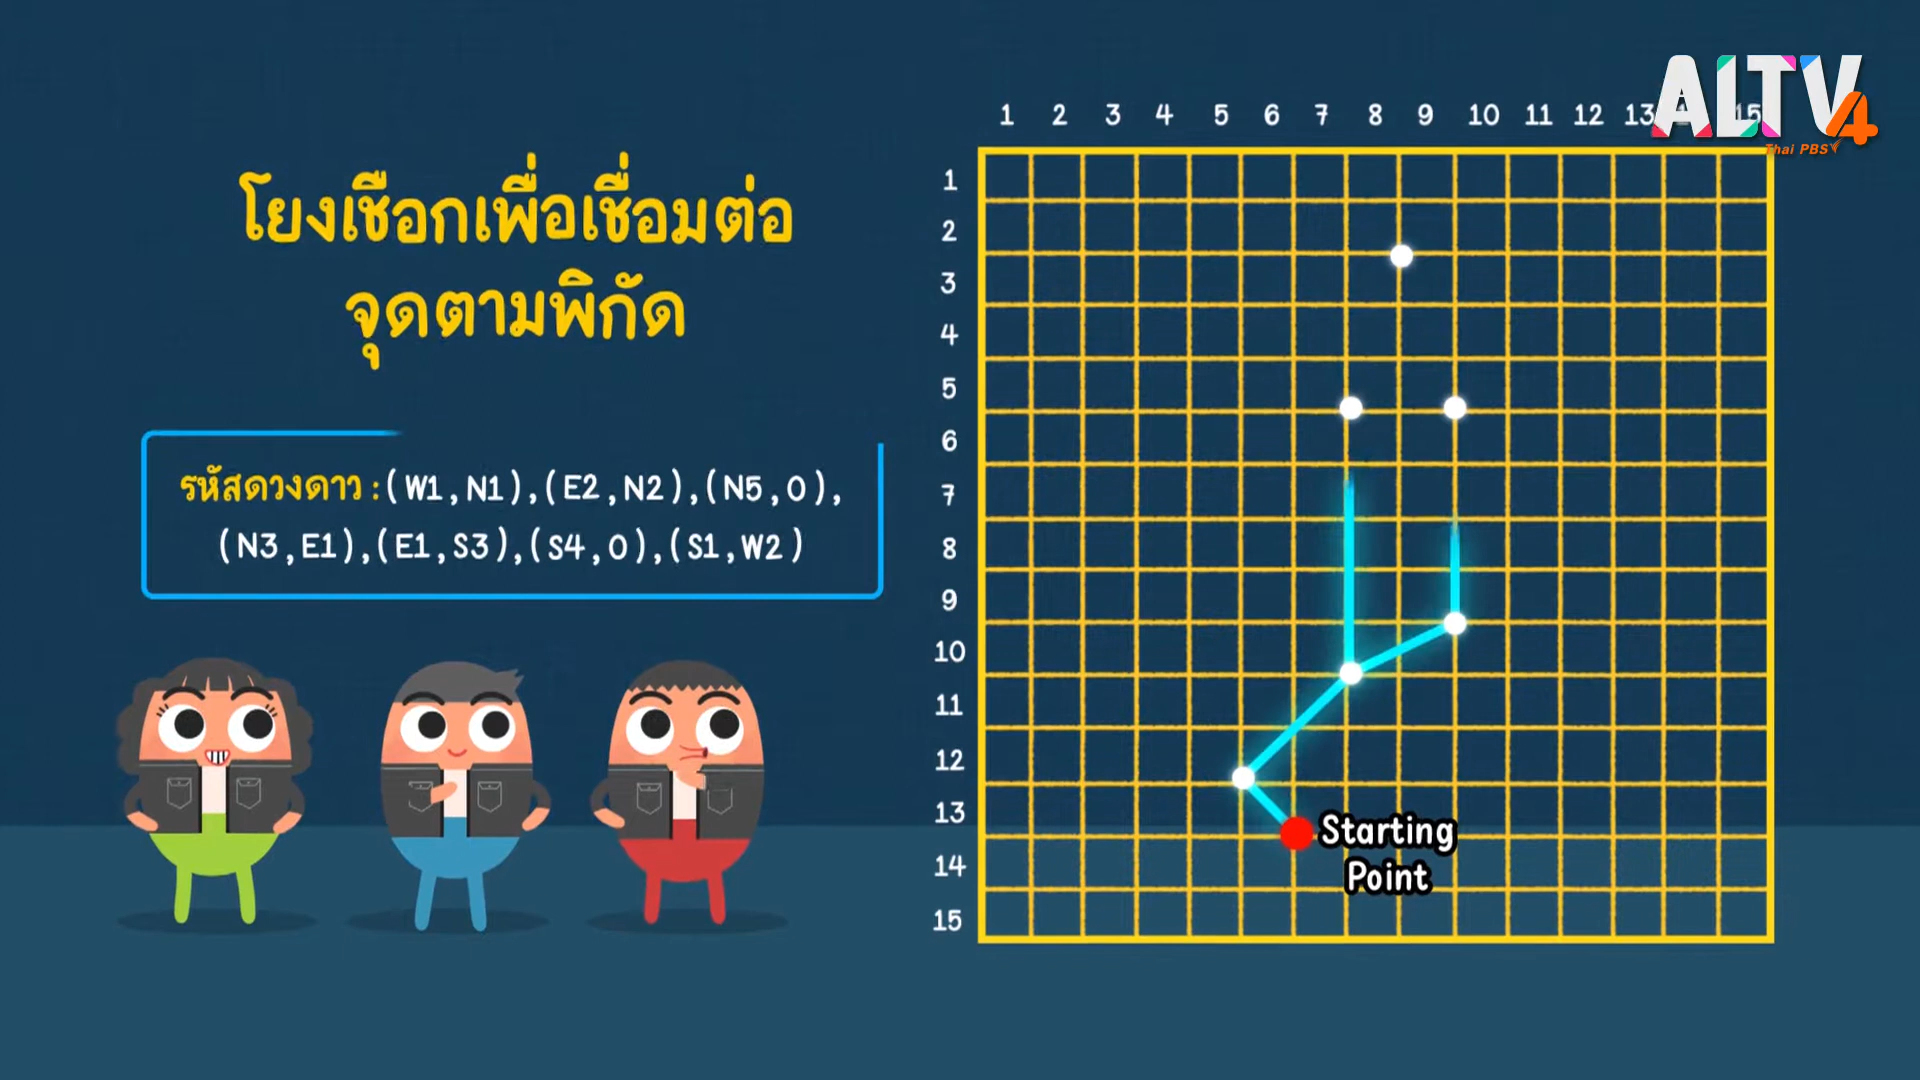 โยงเชือกเพื่อเชื่อมต่อ
จุดตามพิกัด
รหัสดวงดาว : (W1,N1),(E2,N2),(N5,0),
(N3,E1),(E1,S3),(S4,0),(S1,W2)
1 2 3 4 5 6 7 8 9 10 11 12 13 15
1
2
3
4
5
6
7
8
9
10
11
12
13
14
15
Starting
Point
ALTV4
Thai PBS